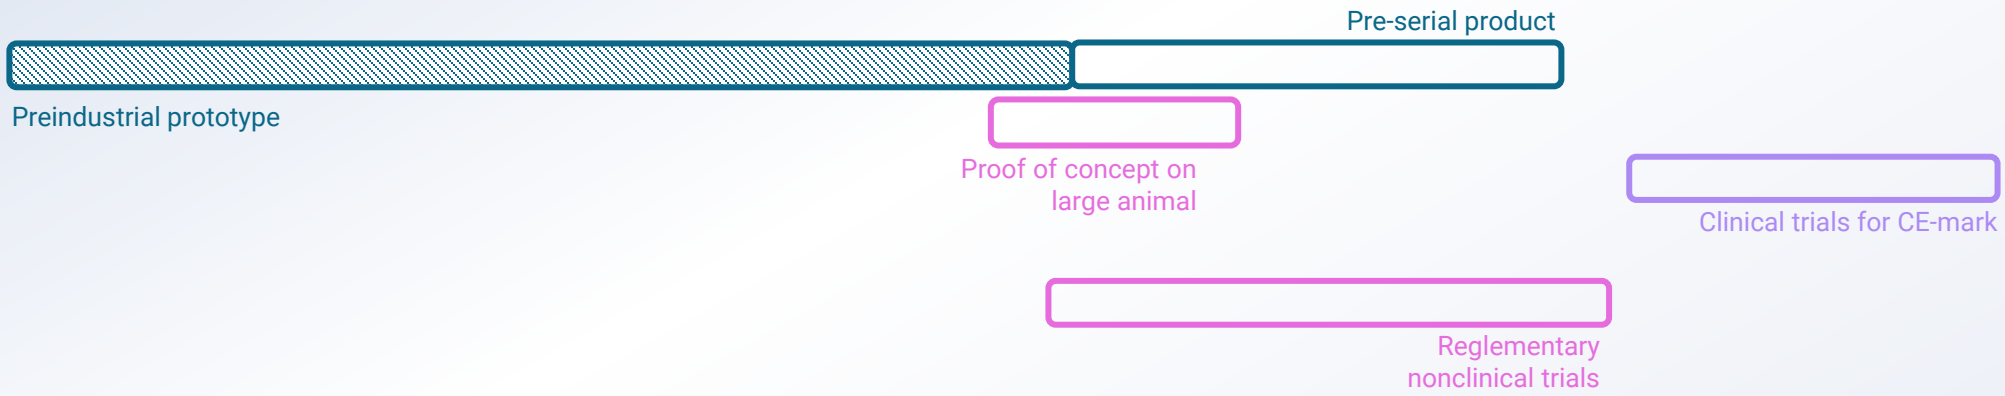 Pre-serial product
Preindustrial prototype
Proof of concept on
large animal
Clinical trials for CE-mark
Reglementary
nonclinical trials